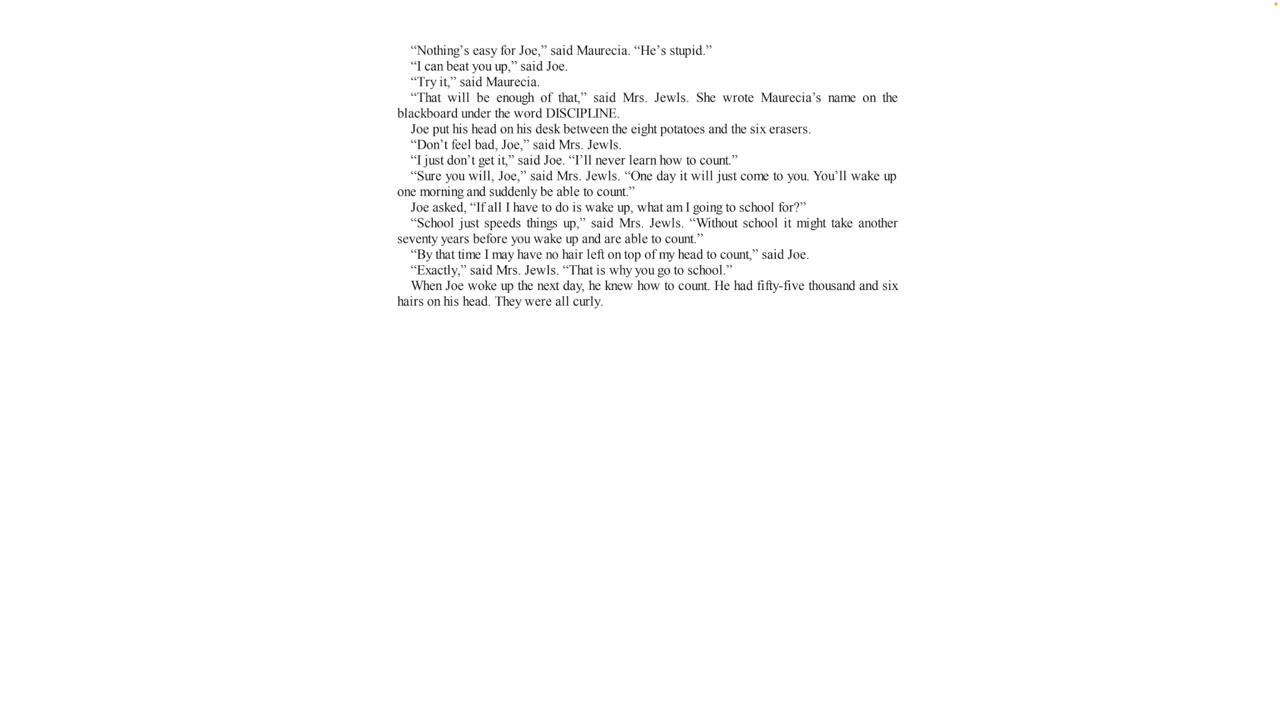 “Nothing’s easy for Joe,” said Maurecia. “He’s stupid.”
“I can beat you up,” said Joe.
“Try it,” said Maurecia.
“That will be enough of that,” said Mrs. Jewls. She wrote Maurecia’s name on the
blackboard under the word DISCIPLINE.
Joe put his head on his desk between the eight potatoes and the six erasers.
“Don’t feel bad, Joe,” said Mrs. Jewls.
“I just don’t get it,” said Joe. “I’ll never learn how to count.”
“Sure you will, Joe,” said Mrs. Jewls. “One day it will just come to you. You’ll wake up
one morning and suddenly be able to count.”
Joe asked, “If all I have to do is wake up, what am I going to school for?”
“School just speeds things up,” said Mrs. Jewls. “Without school it might take another
seventy years before you wake up and are able to count.”
“By that time I may have no hair left on top of my head to count,” said Joe.
“Exactly,” said Mrs. Jewls. “That is why you go to school.”
When Joe woke up the next day, he knew how to count. He had fifty-five thousand and six
hairs on his head. They were all curly.